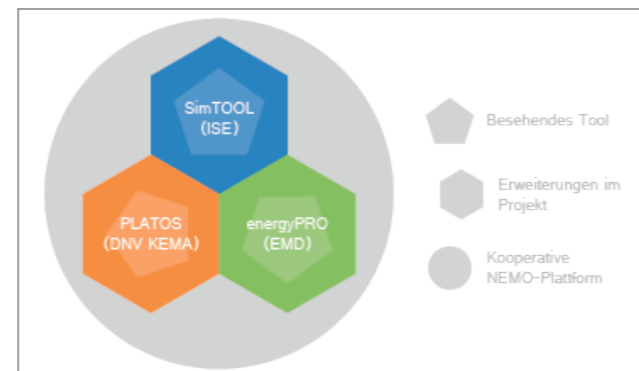 SimTOOL
(ISE)
PLATOS
(DNV KEMA)
energyPRO
(EMD)
Besehendes Tool
Erweiterungen im
Projekt
Kooperative
NEMO-Plattform